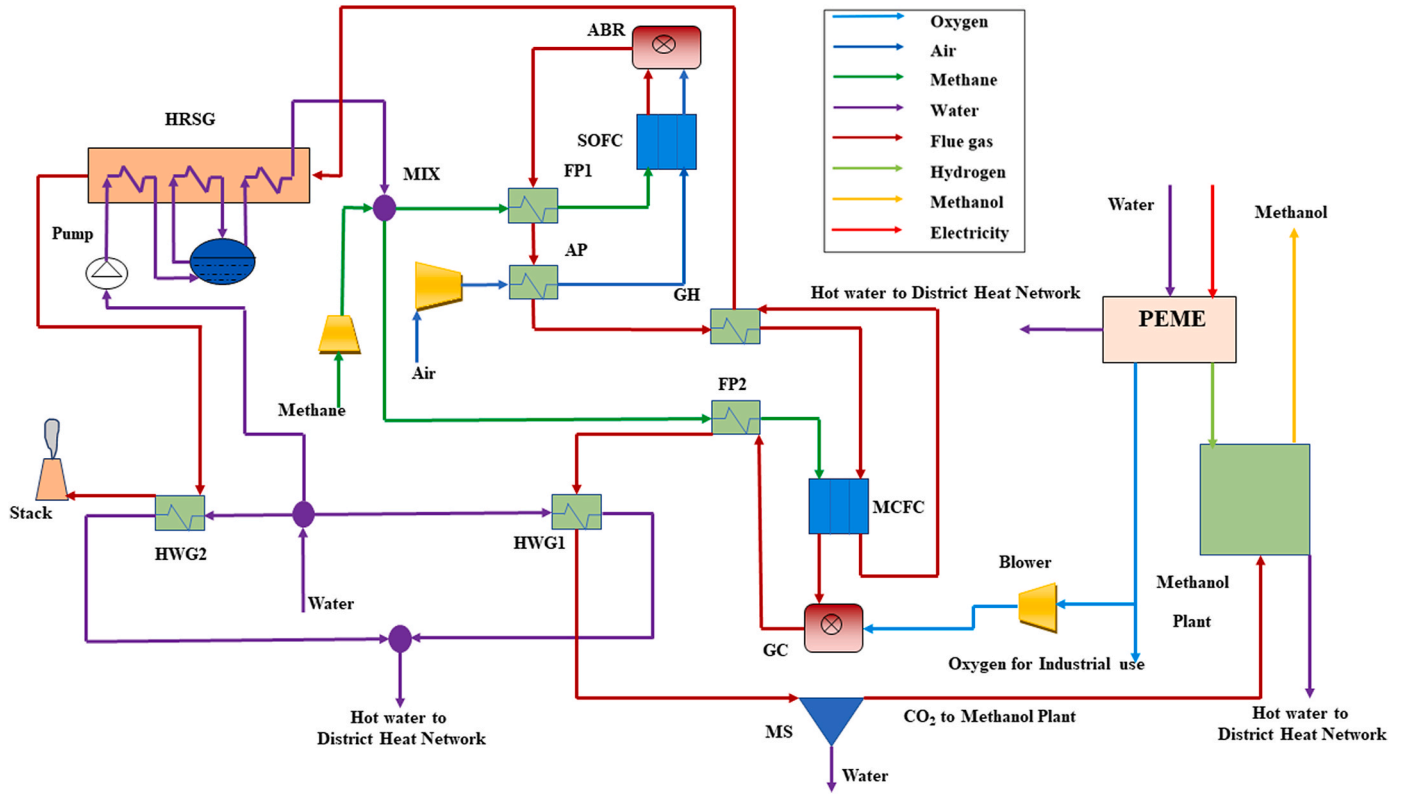 ABR
Oxygen
Air
Methane
Water
Flue gas
Hydrogen
Methanol
Electricity
HRSG
SOFC
MIX
FP1
Water
Methanol
Pump
AP
GH
Hot water to District Heat Network
PEME
Air
FP2
Methane
Stack
MCFC
HWG2
HWG1
Blower
Methanol
Plant
Water
GC
Oxygen for Industrial use
Hot water to
District Heat Network
MS
CO₂ to Methanol Plant
Hot water to
District Heat Network
Water